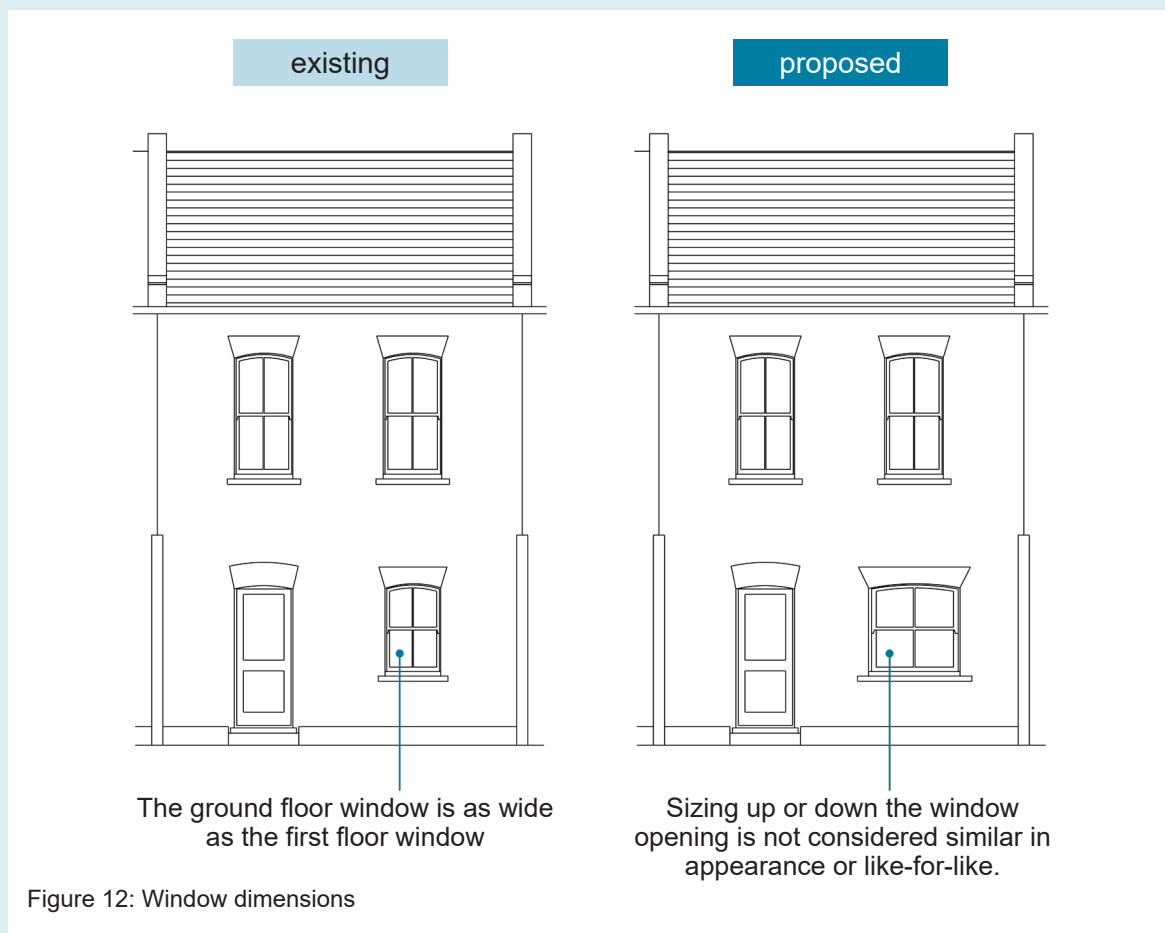 existing
proposed
The ground floor window is as wide
as the first floor window
Sizing up or down the window
opening is not considered similar in
appearance or like-for-like.
Figure 12: Window dimensions